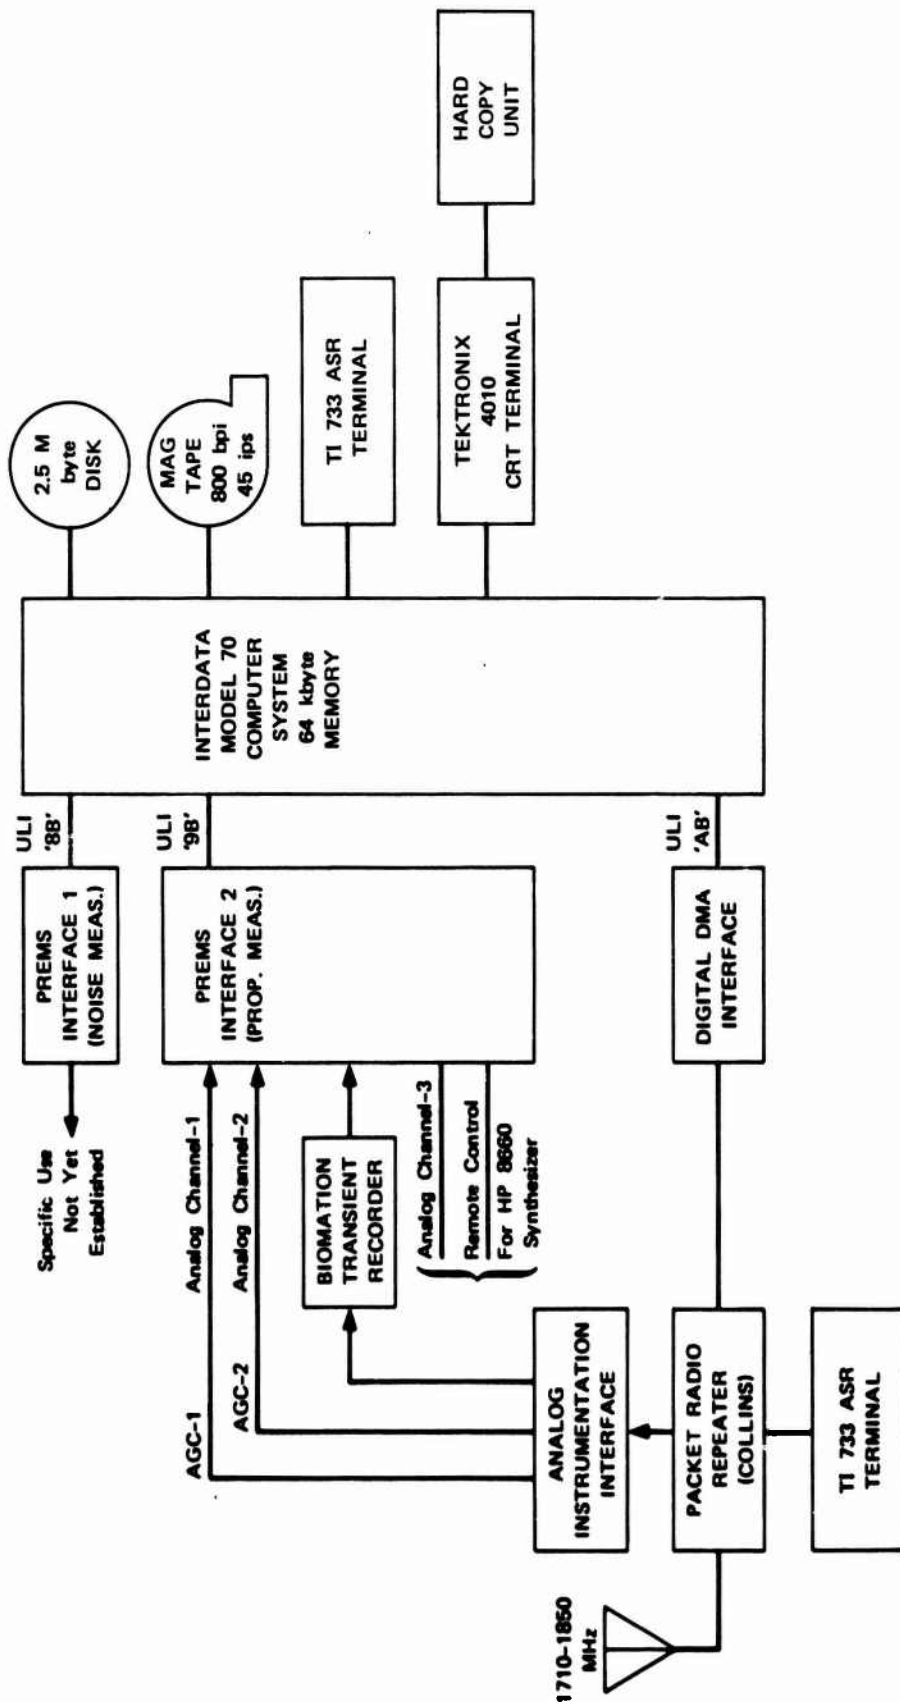 2.5 M
byte
DISK
MAG
TAPE
800 bpi
45 ips
TI 733 ASR
TERMINAL
TEKTRONIX
4010
CRT TERMINAL
HARD
COPY
UNIT
INTERDATA
MODEL 70
COMPUTER
SYSTEM
64 kbyte
MEMORY
ULI
'8B'
ULI
'9B'
ULI
'AB'
PREMS
INTERFACE 1
(NOISE MEAS.)
PREMS
INTERFACE 2
(PROP. MEAS.)
DIGITAL DMA
INTERFACE
Specific Use
Not Yet
Established
Analog Channel-1
Analog Channel-2
BIOMATION
TRANSIENT
RECORDER
Analog Channel-3
Remote Control
For HP 8660
Synthesizer
AGC-1
AGC-2
ANALOG
INSTRUMENTATION
INTERFACE
PACKET RADIO
REPEATER
(COLLINS)
TI 733 ASR
TERMINAL
1710-1850
MHz